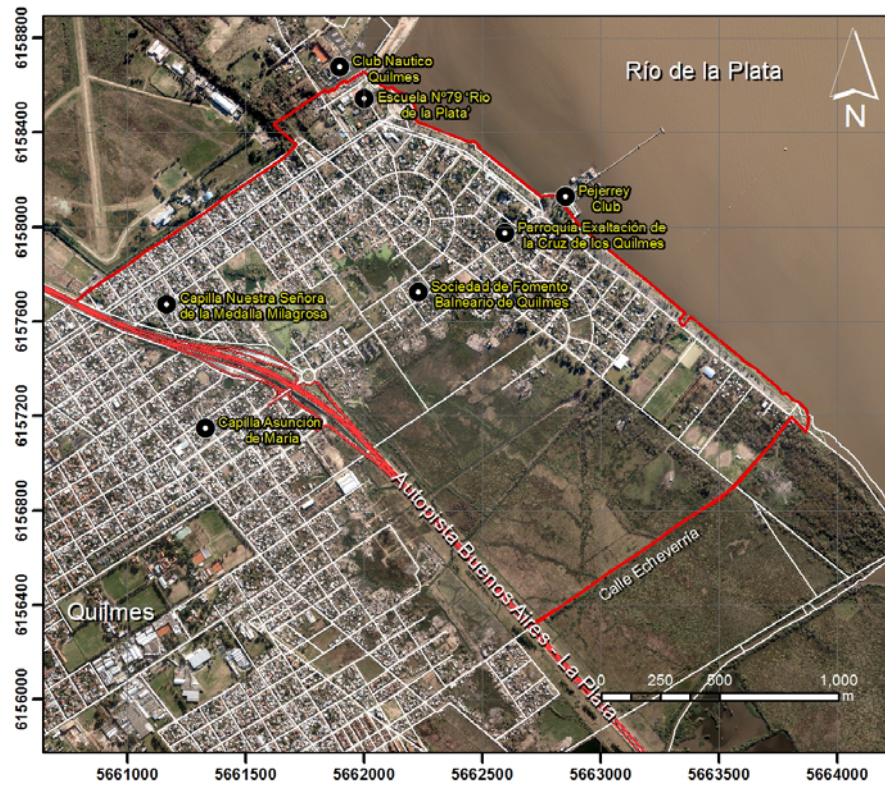 6158800
6158400
6158000
6157600
6157200
6156800
6156400
6156000
Club Nautico
Quilmes
Escuela Nº79 'Rio
de la Plata'
Río de la Plata
N
Pejerrey
Club
Parroquia Exaltación de
la Cruz de los Quilmes
Sociedad de Fomento
Balneario de Quilmes
Capilla Nuestra Señora
de la Medalla Milagrosa
Capilla Asunción
de Maria
Autopista Buenos Aires - La Plata
Calle Echeverría
Quilmes
0 250 500 1,000
m
5661000 5661500 5662000 5662500 5663000 5663500 5664000